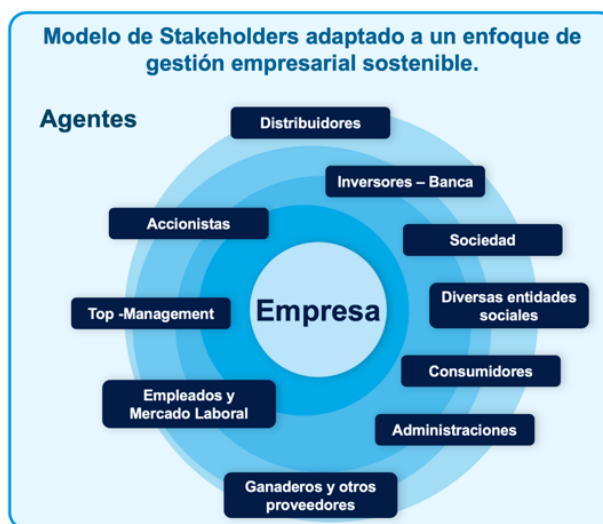 Modelo de Stakeholders adaptado a un enfoque de
gestión empresarial sostenible.
Agentes
Distribuidores
Inversores – Banca
Accionistas
Sociedad
Empresa
Top -Management
Diversas entidades
sociales
Consumidores
Empleados y
Mercado Laboral
Administraciones
Ganaderos y otros
proveedores